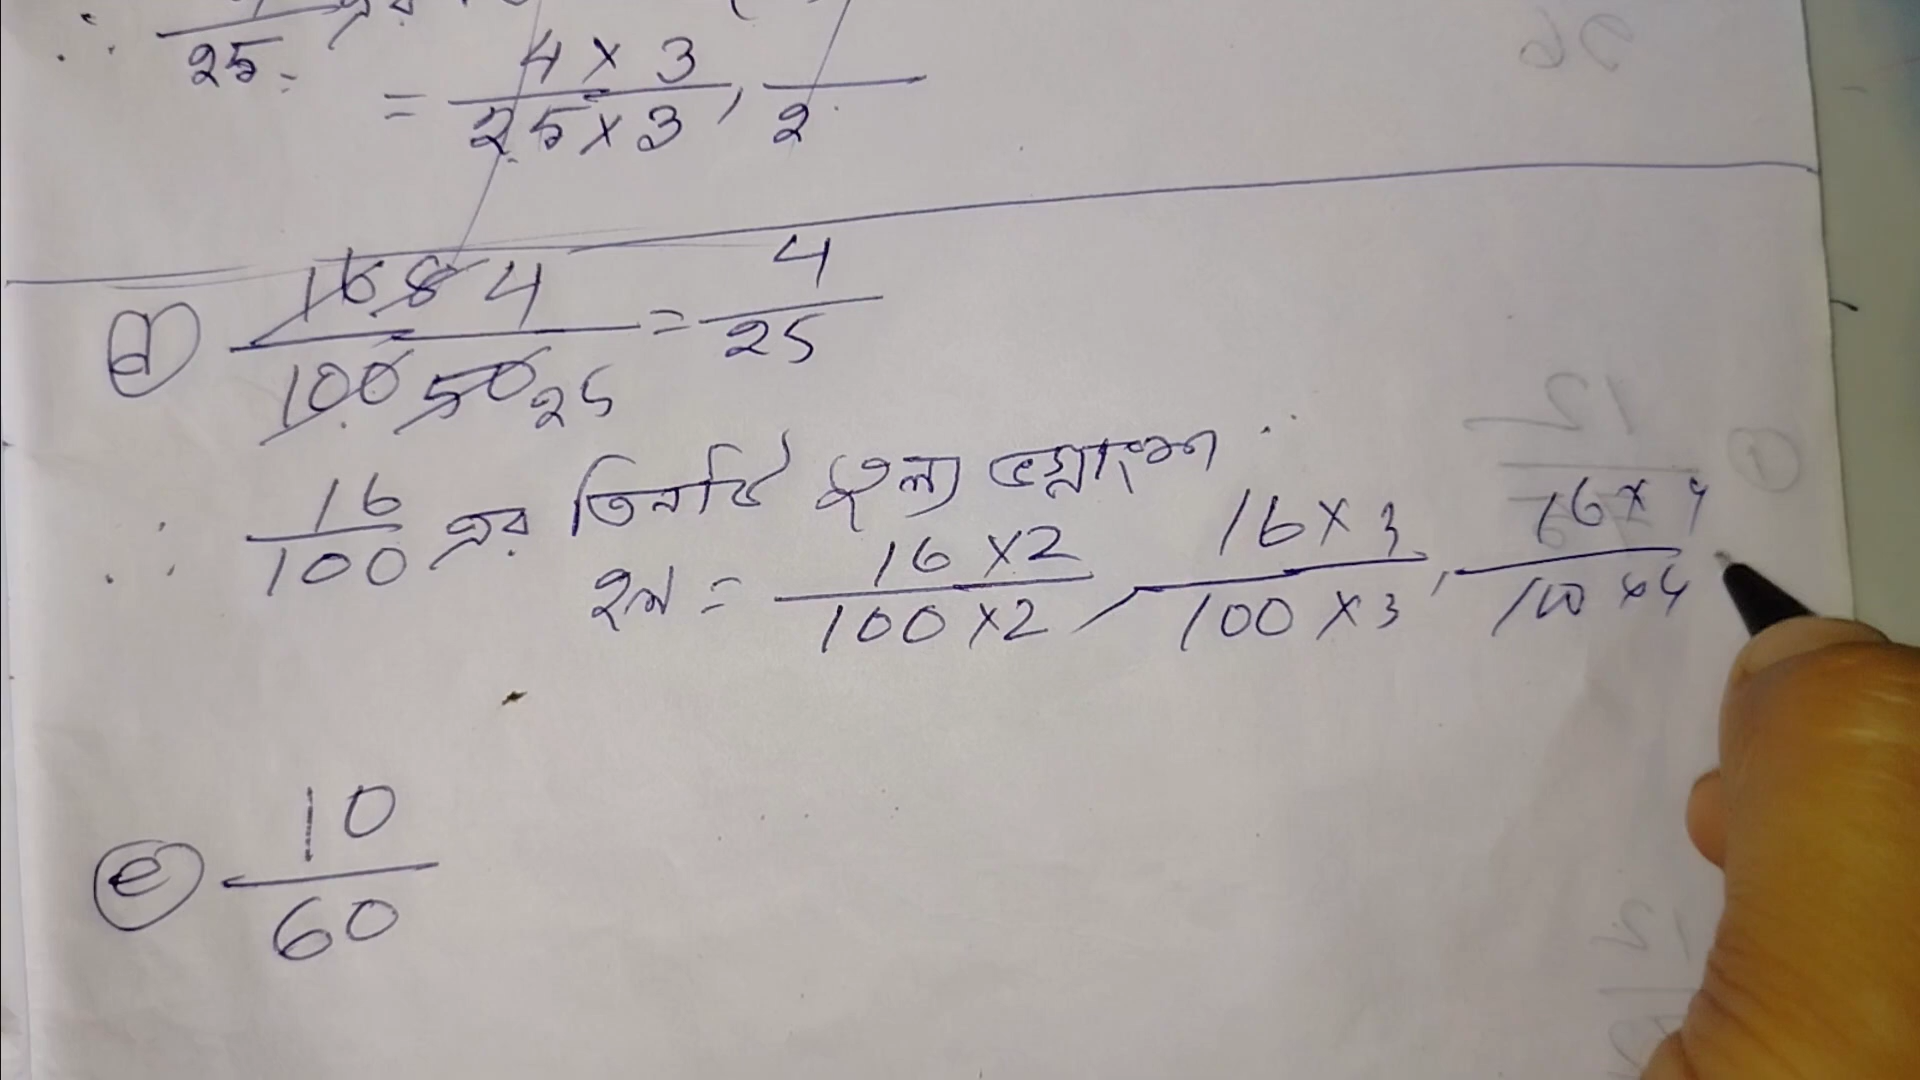 ∴ /25
= 4 × 3/25 × 3, /2
(d) 16 8 4/100 50 25 = 4/25
∴ 16/100 এর তিনটি তুল্য ভগ্নাংশ
হল = 16 × 2/100 × 2, 16 × 3/100 × 3, 16 × 4/100 × 4
(e) 10/60